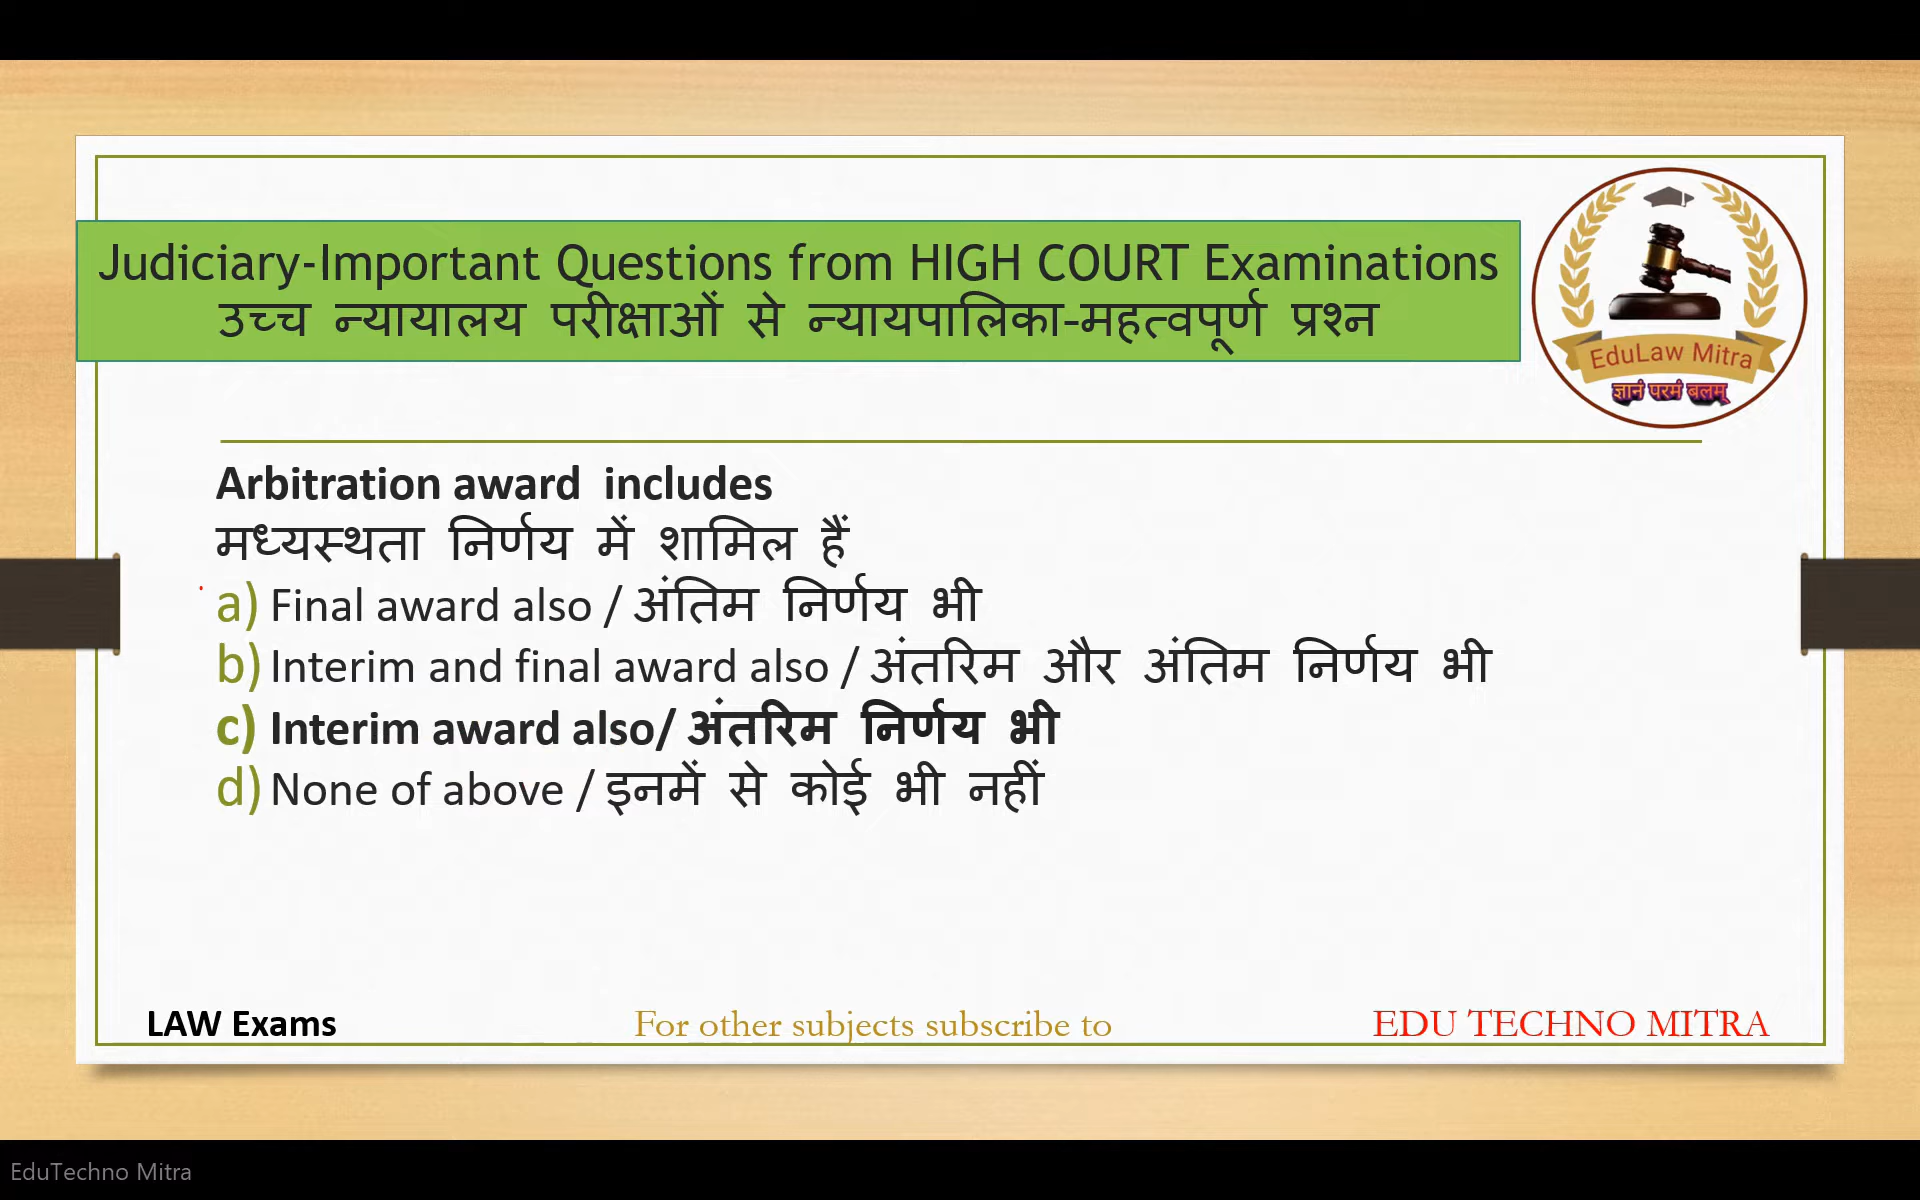 Judiciary-Important Questions from HIGH COURT Examinations
उच्च न्यायालय परीक्षाओं से न्यायपालिका-महत्वपूर्ण प्रश्न
EduLaw Mitra
ज्ञानं परमं बलम्
Arbitration award includes
मध्यस्थता निर्णय में शामिल हैं
a) Final award also / अंतिम निर्णय भी
b) Interim and final award also / अंतरिम और अंतिम निर्णय भी
c) Interim award also/ अंतरिम निर्णय भी
d) None of above / इनमें से कोई भी नहीं
LAW Exams For other subjects subscribe to EDU TECHNO MITRA
EduTechno Mitra